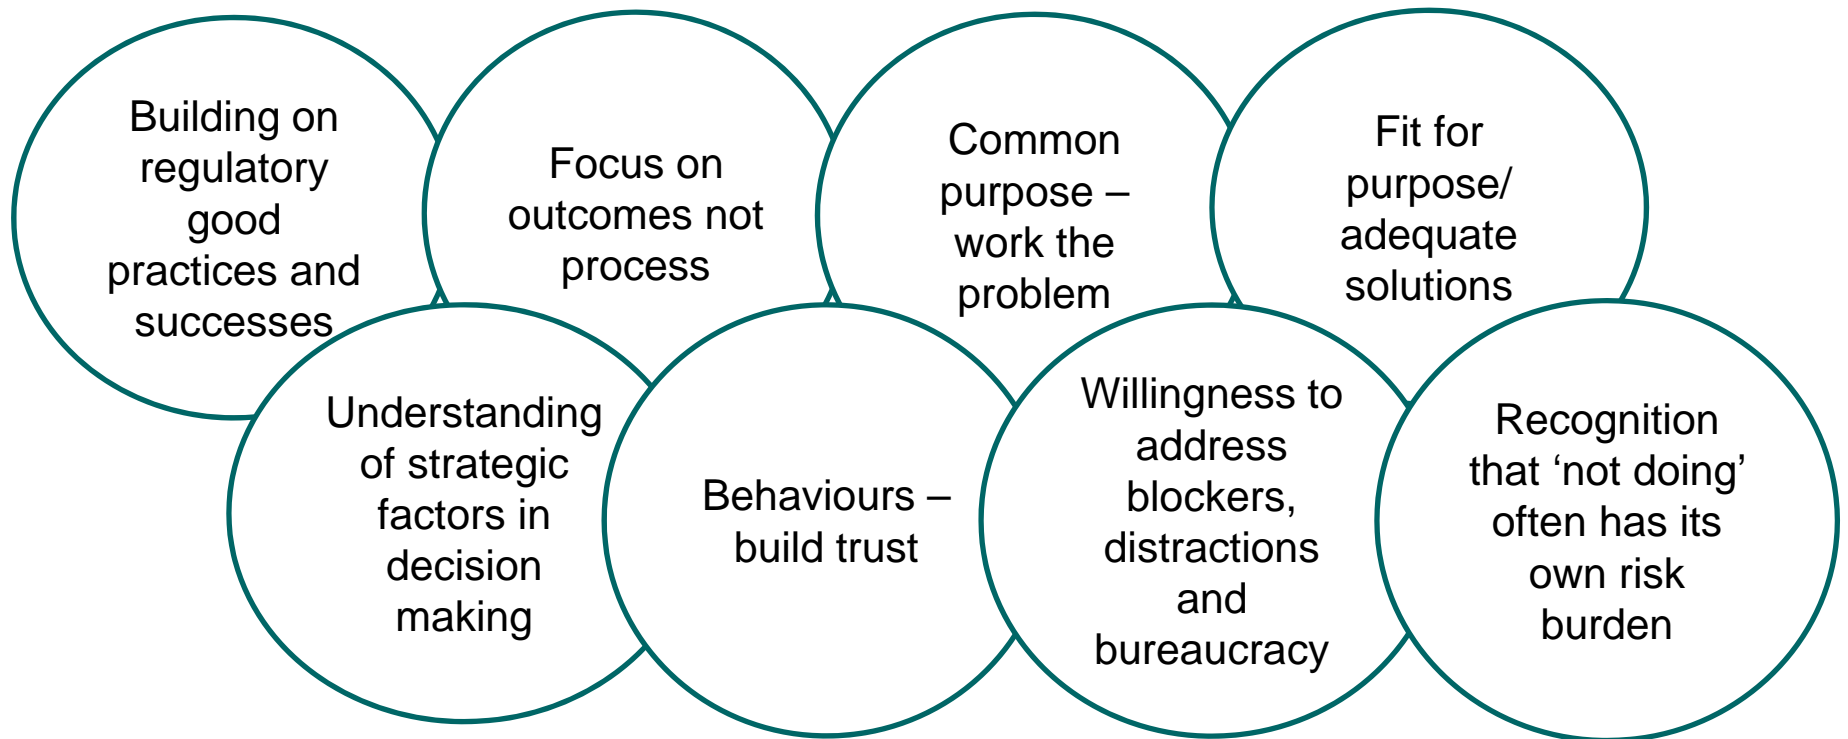 Building on
regulatory
good
practices and
successes
Focus on
outcomes not
process
Common
purpose –
work the
problem
Fit for
purpose/
adequate
solutions
Understanding
of strategic
factors in
decision
making
Behaviours –
build trust
Willingness to
address
blockers,
distractions
and
bureaucracy
Recognition
that ‘not doing’
often has its
own risk
burden